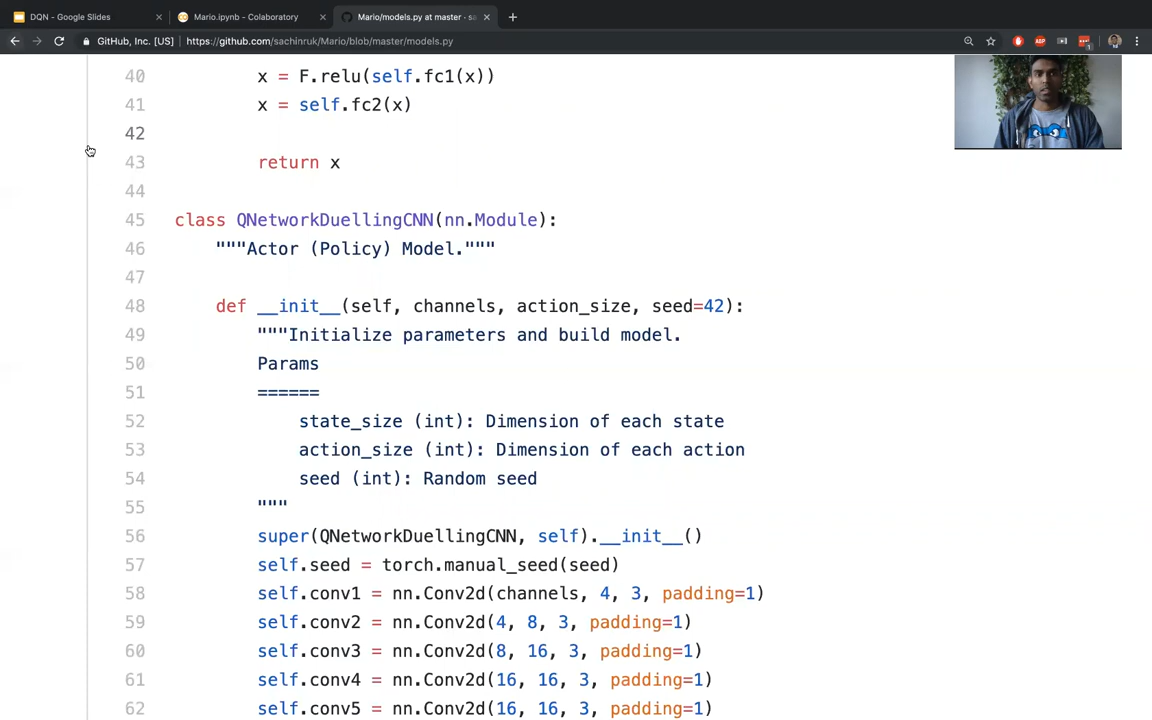 DQN - Google Slides
Mario.ipynb - Colaboratory
Mario/models.py at master · sa
GitHub, Inc. [US]
https://github.com/sachinruk/Mario/blob/master/models.py
40 x = F.relu(self.fc1(x))
41 x = self.fc2(x)
42
43 return x
44
45 class QNetworkDuellingCNN(nn.Module):
46 """Actor (Policy) Model."""
47
48 def __init__(self, channels, action_size, seed=42):
49 """Initialize parameters and build model.
50 Params
51 ======
52 state_size (int): Dimension of each state
53 action_size (int): Dimension of each action
54 seed (int): Random seed
55 """
56 super(QNetworkDuellingCNN, self).__init__()
57 self.seed = torch.manual_seed(seed)
58 self.conv1 = nn.Conv2d(channels, 4, 3, padding=1)
59 self.conv2 = nn.Conv2d(4, 8, 3, padding=1)
60 self.conv3 = nn.Conv2d(8, 16, 3, padding=1)
61 self.conv4 = nn.Conv2d(16, 16, 3, padding=1)
62 self.conv5 = nn.Conv2d(16, 16, 3, padding=1)